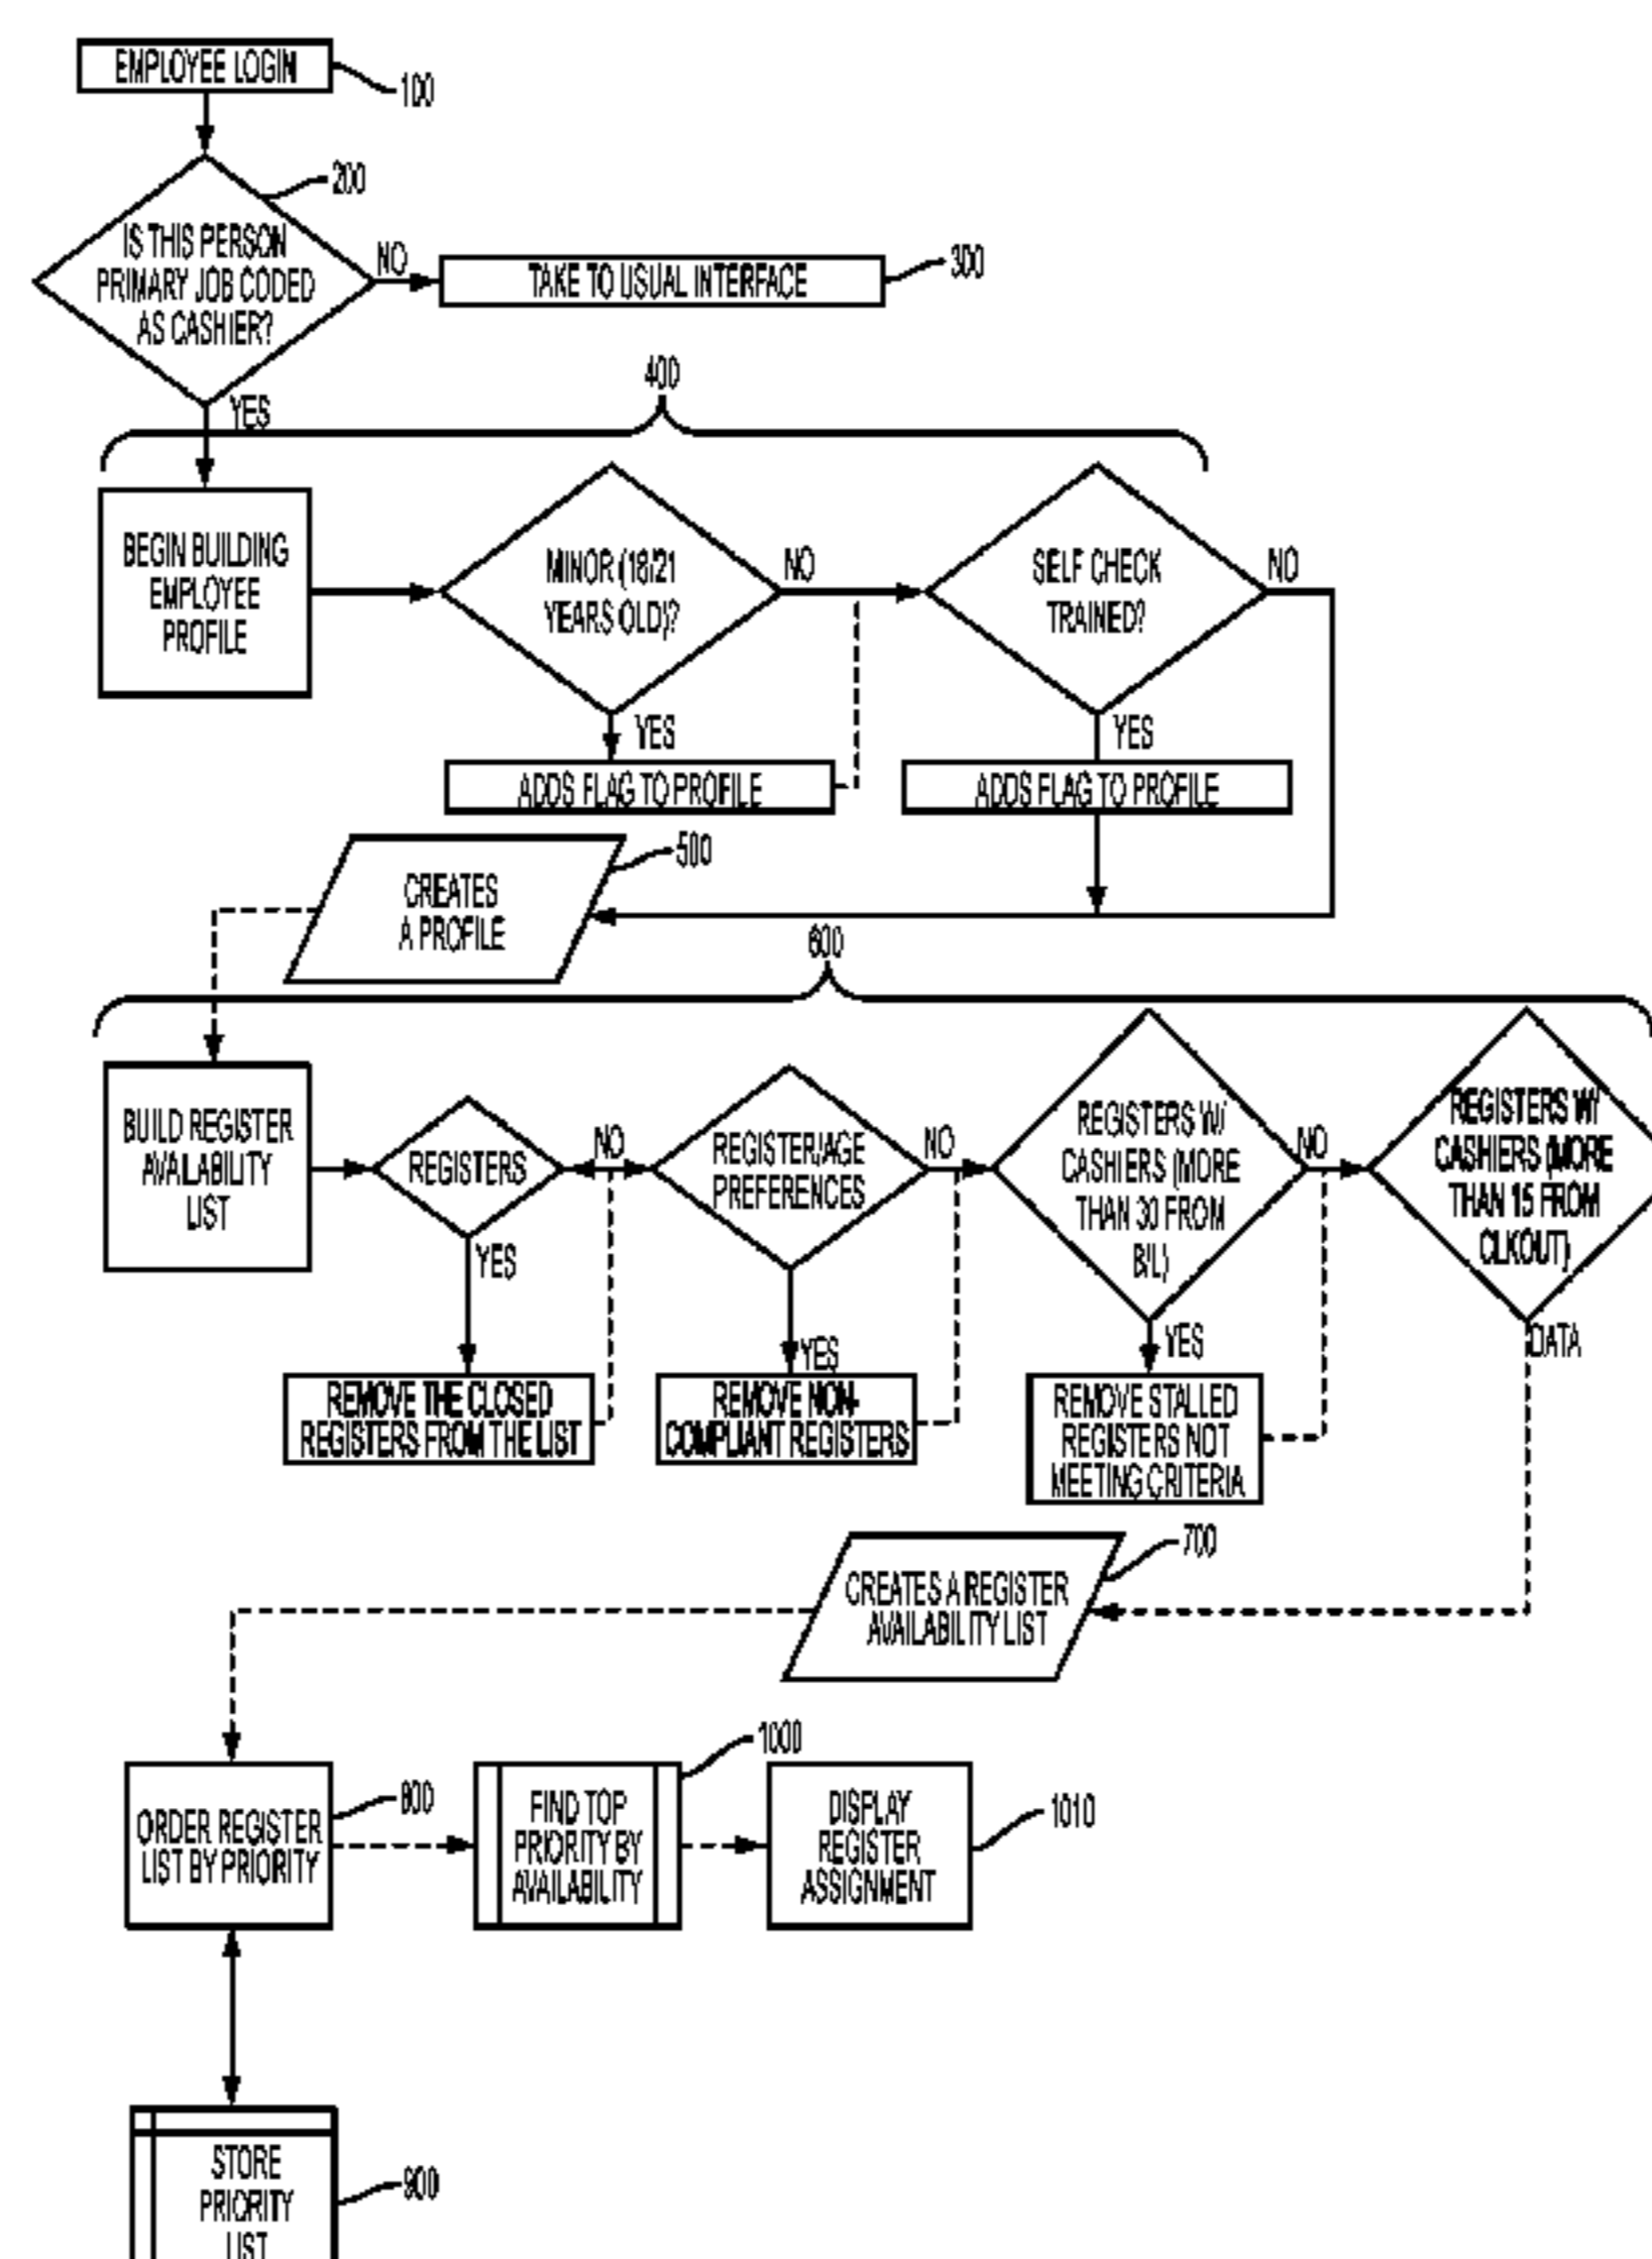 EMPLOYEE LOGIN
100
200
IS THIS PERSON
PRIMARY JOB CODED
AS CASHIER?
NO
TAKE TO USUAL INTERFACE
300
YES
400
BEGIN BUILDING
EMPLOYEE
PROFILE
MINOR (18/21
YEARS OLD)?
NO
SELF CHECK
TRAINED?
NO
YES
ADDS FLAG TO PROFILE
YES
ADDS FLAG TO PROFILE
CREATES
A PROFILE
500
600
BUILD REGISTER
AVAILABILITY
LIST
REGISTERS
NO
REGISTER/AGE
PREFERENCES
NO
REGISTERS W/
CASHIERS (MORE
THAN 30 FROM
B/L)
NO
REGISTERS W/
CASHIERS (MORE
THAN 15 FROM
CLKOUT)
YES
YES
YES
DATA
REMOVE THE CLOSED
REGISTERS FROM THE LIST
REMOVE NON-
COMPLIANT REGISTERS
REMOVE STALLED
REGISTERS NOT
MEETING CRITERIA
CREATES A REGISTER
AVAILABILITY LIST
700
ORDER REGISTER
LIST BY PRIORITY
800
FIND TOP
PRIORITY BY
AVAILABILITY
1000
DISPLAY
REGISTER
ASSIGNMENT
1010
STORE
PRIORITY
LIST
900